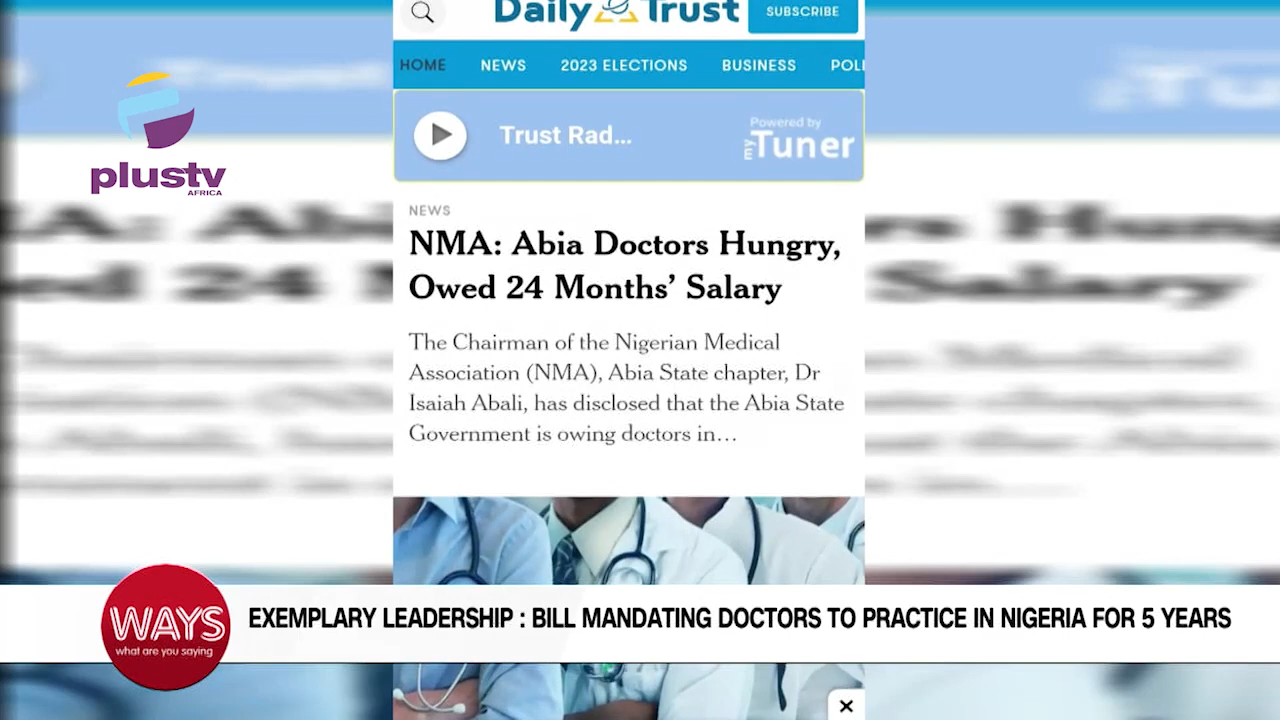 Daily Trust
SUBSCRIBE
HOME NEWS 2023 ELECTIONS BUSINESS POLI
Trust Rad...
Powered by
myTuner
plustv
AFRICA
NEWS
NMA: Abia Doctors Hungry,
Owed 24 Months’ Salary
The Chairman of the Nigerian Medical
Association (NMA), Abia State chapter, Dr
Isaiah Abali, has disclosed that the Abia State
Government is owing doctors in...
WAYS
what are you saying
EXEMPLARY LEADERSHIP : BILL MANDATING DOCTORS TO PRACTICE IN NIGERIA FOR 5 YEARS